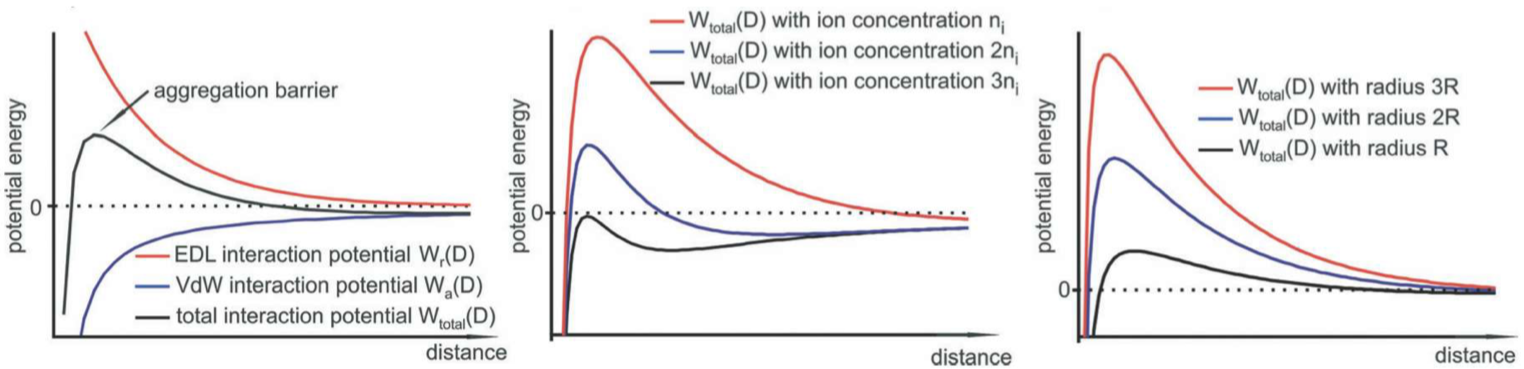 potential energy
aggregation barrier
0
EDL interaction potential Wr(D)
VdW interaction potential Wa(D)
total interaction potential Wtotal(D)
distance
Wtotal(D) with ion concentration ni
Wtotal(D) with ion concentration 2ni
Wtotal(D) with ion concentration 3ni
potential energy
0
distance
Wtotal(D) with radius 3R
Wtotal(D) with radius 2R
Wtotal(D) with radius R
potential energy
0
distance